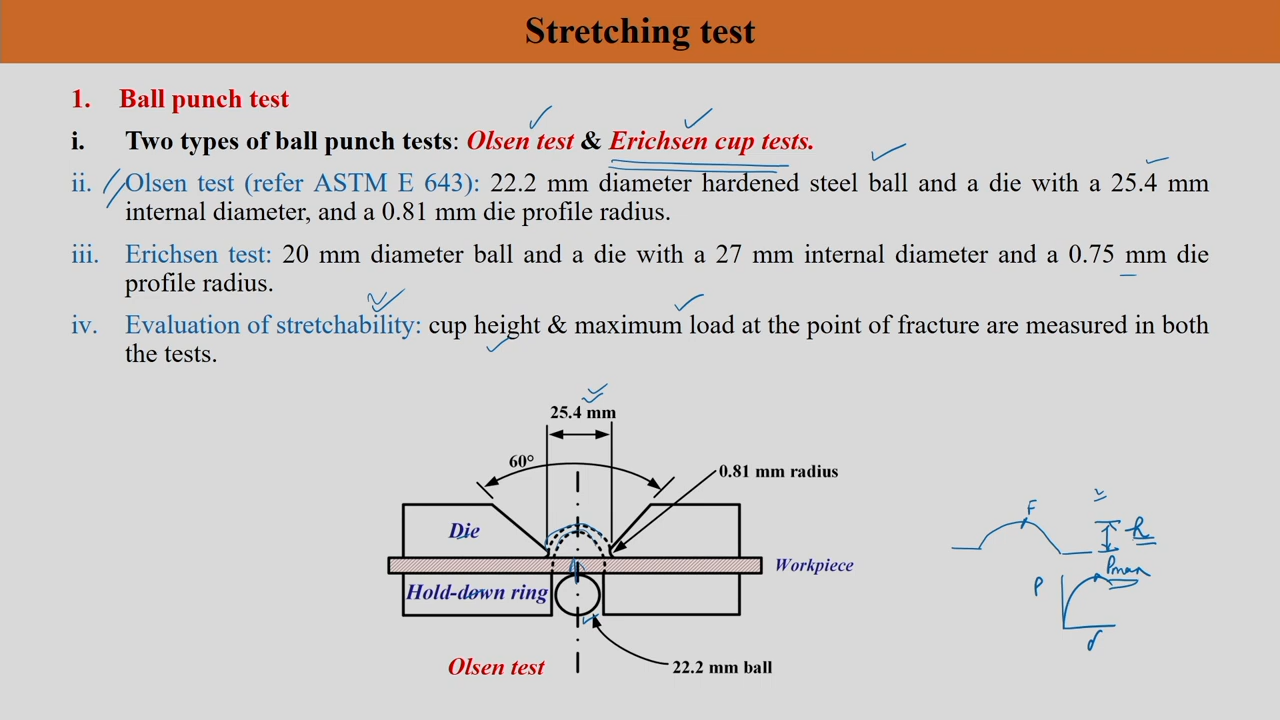 Stretching test
1. Ball punch test
i. Two types of ball punch tests: Olsen test & Erichsen cup tests.
ii. Olsen test (refer ASTM E 643): 22.2 mm diameter hardened steel ball and a die with a 25.4 mm
internal diameter, and a 0.81 mm die profile radius.
iii. Erichsen test: 20 mm diameter ball and a die with a 27 mm internal diameter and a 0.75 mm die
profile radius.
iv. Evaluation of stretchability: cup height & maximum load at the point of fracture are measured in both
the tests.
25.4 mm
60°
0.81 mm radius
Die
Workpiece
Hold-down ring
Olsen test
22.2 mm ball
F
h
Pmax
P
d